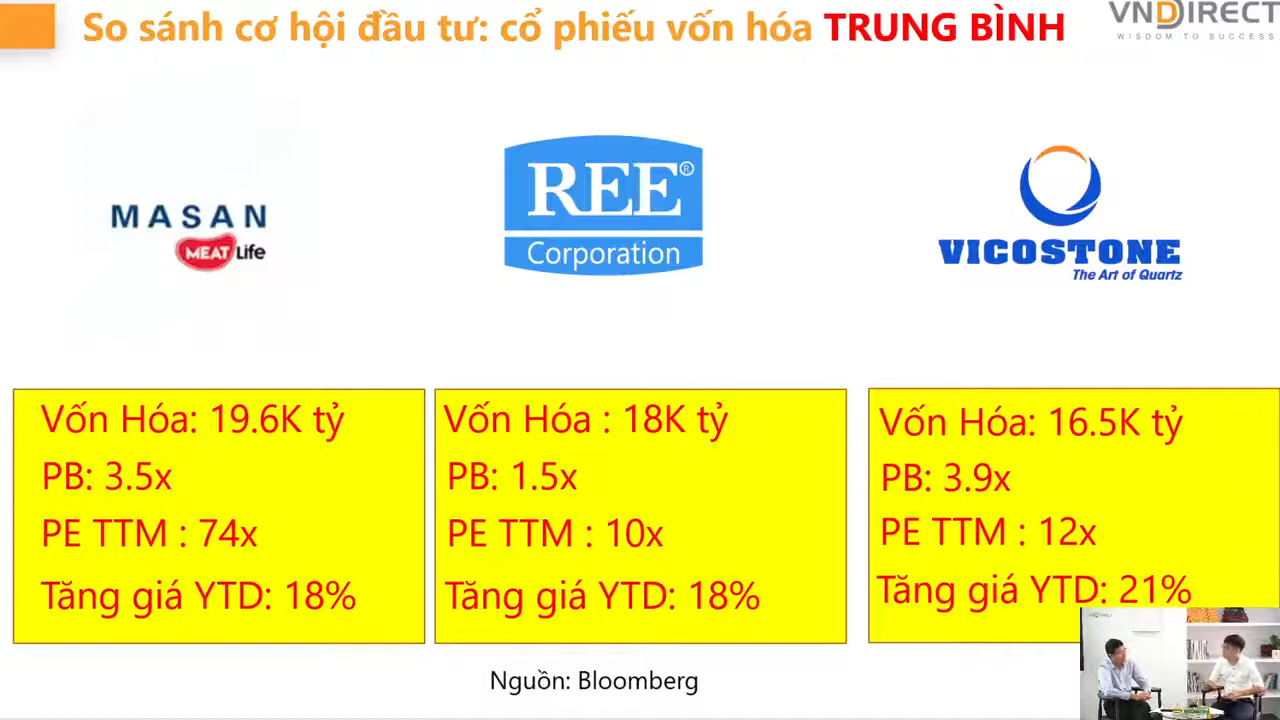 So sánh cơ hội đầu tư: cổ phiếu vốn hóa TRUNG BÌNH
VNDIRECT
WISDOM TO SUCCESS
MASAN
MEAT Life
REE®
Corporation
VICOSTONE
The Art of Quartz
Vốn Hóa: 19.6K tỷ
PB: 3.5x
PE TTM : 74x
Tăng giá YTD: 18%
Vốn Hóa : 18K tỷ
PB: 1.5x
PE TTM : 10x
Tăng giá YTD: 18%
Vốn Hóa: 16.5K tỷ
PB: 3.9x
PE TTM : 12x
Tăng giá YTD: 21%
Nguồn: Bloomberg